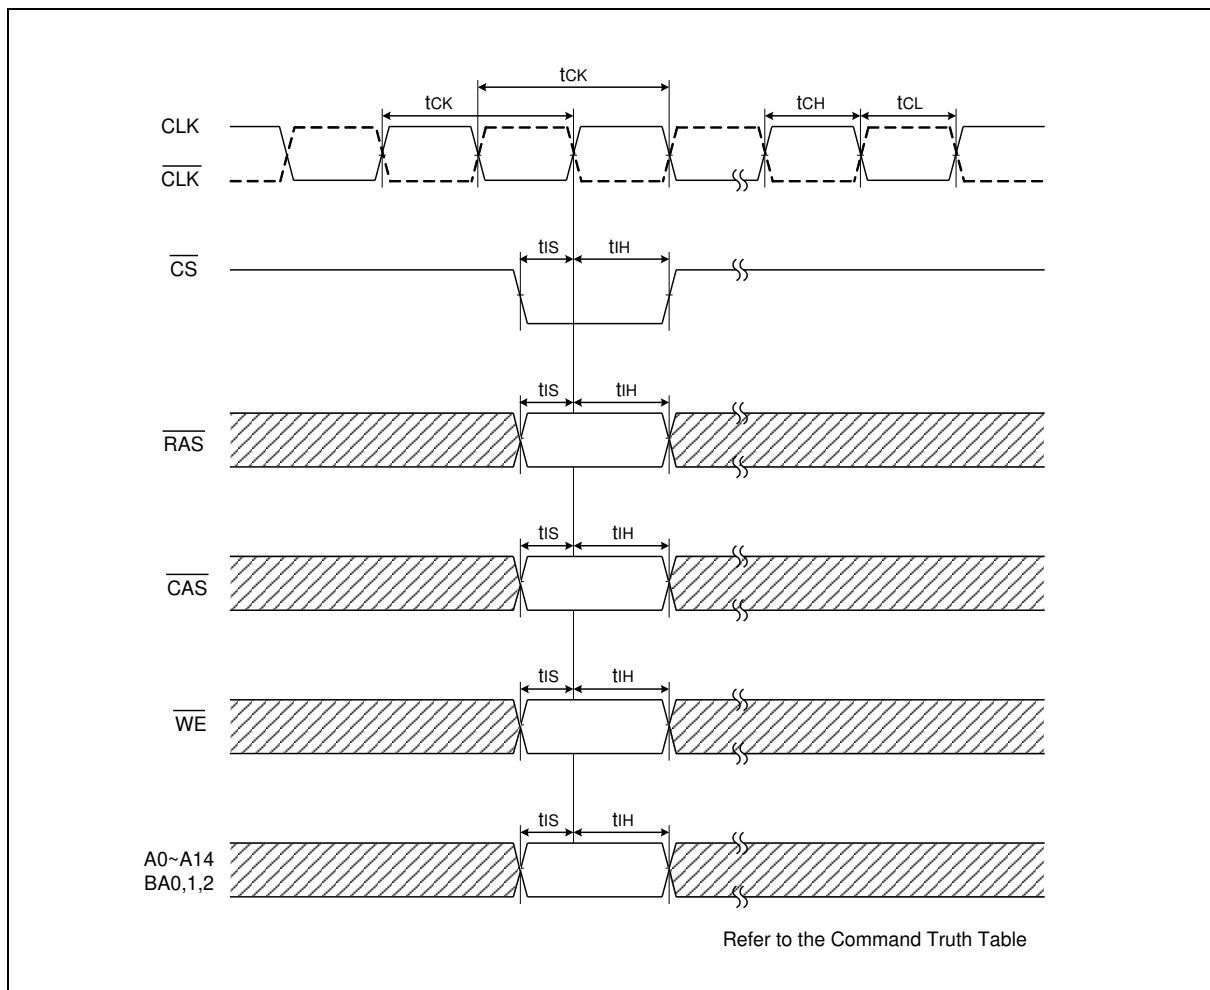 tCK
tCK
tCH
tCL
CLK
CLK
tIS
tIH
CS
tIS
tIH
RAS
tIS
tIH
CAS
tIS
tIH
WE
tIS
tIH
A0~A14
BA0,1,2
Refer to the Command Truth Table